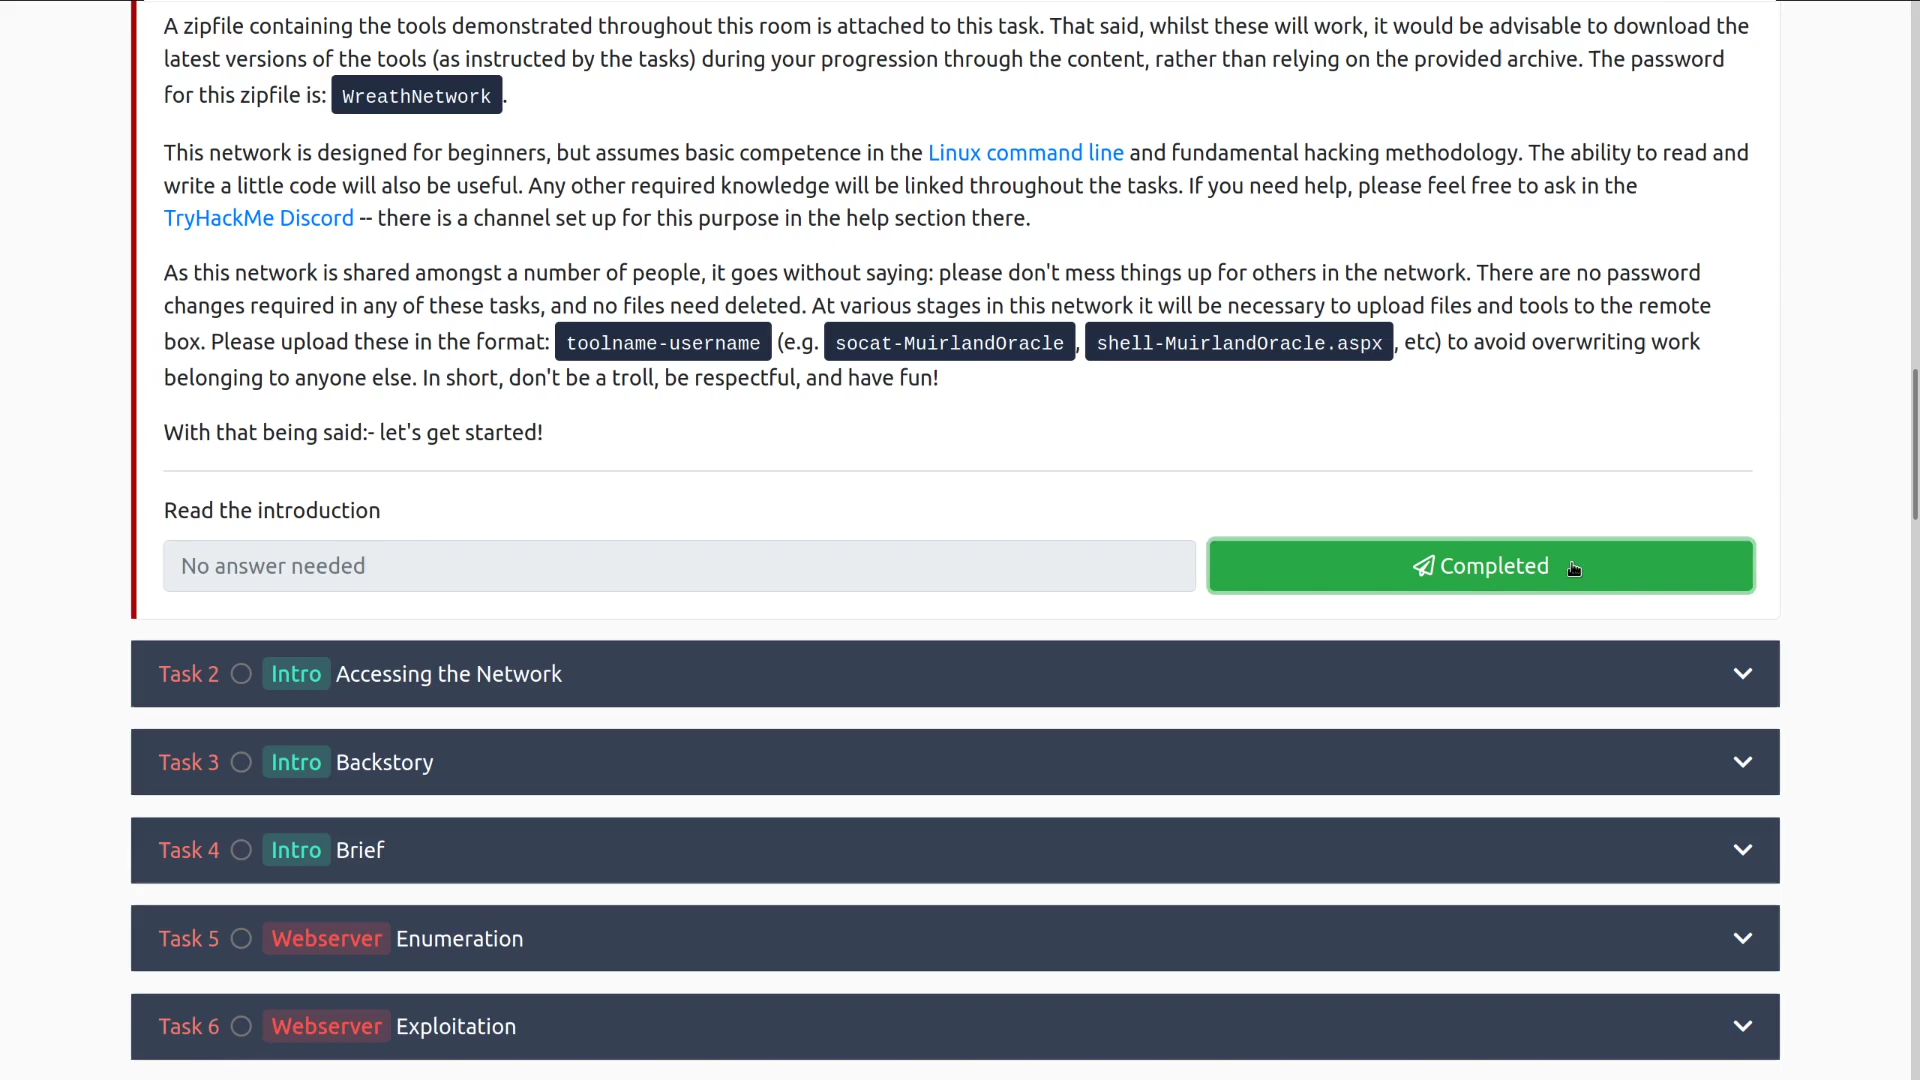 A zipfile containing the tools demonstrated throughout this room is attached to this task. That said, whilst these will work, it would be advisable to download the
latest versions of the tools (as instructed by the tasks) during your progression through the content, rather than relying on the provided archive. The password
for this zipfile is: WreathNetwork.
This network is designed for beginners, but assumes basic competence in the Linux command line and fundamental hacking methodology. The ability to read and
write a little code will also be useful. Any other required knowledge will be linked throughout the tasks. If you need help, please feel free to ask in the
TryHackMe Discord -- there is a channel set up for this purpose in the help section there.
As this network is shared amongst a number of people, it goes without saying: please don't mess things up for others in the network. There are no password
changes required in any of these tasks, and no files need deleted. At various stages in this network it will be necessary to upload files and tools to the remote
box. Please upload these in the format: toolname-username (e.g. socat-MuirlandOracle, shell-MuirlandOracle.aspx, etc) to avoid overwriting work
belonging to anyone else. In short, don't be a troll, be respectful, and have fun!
With that being said:- let's get started!
Read the introduction
No answer needed
Completed
Task 2 Intro Accessing the Network
Task 3 Intro Backstory
Task 4 Intro Brief
Task 5 Webserver Enumeration
Task 6 Webserver Exploitation